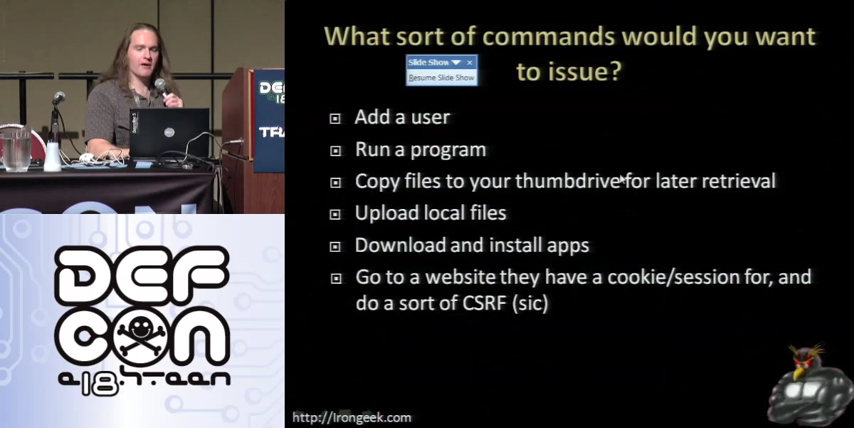 What sort of commands would you want
to issue?
Slide Show
Resume Slide Show
Add a user
Run a program
Copy files to your thumbdrive for later retrieval
Upload local files
Download and install apps
Go to a website they have a cookie/session for, and
do a sort of CSRF (sic)
http://Irongeek.com
DEF
CON
18